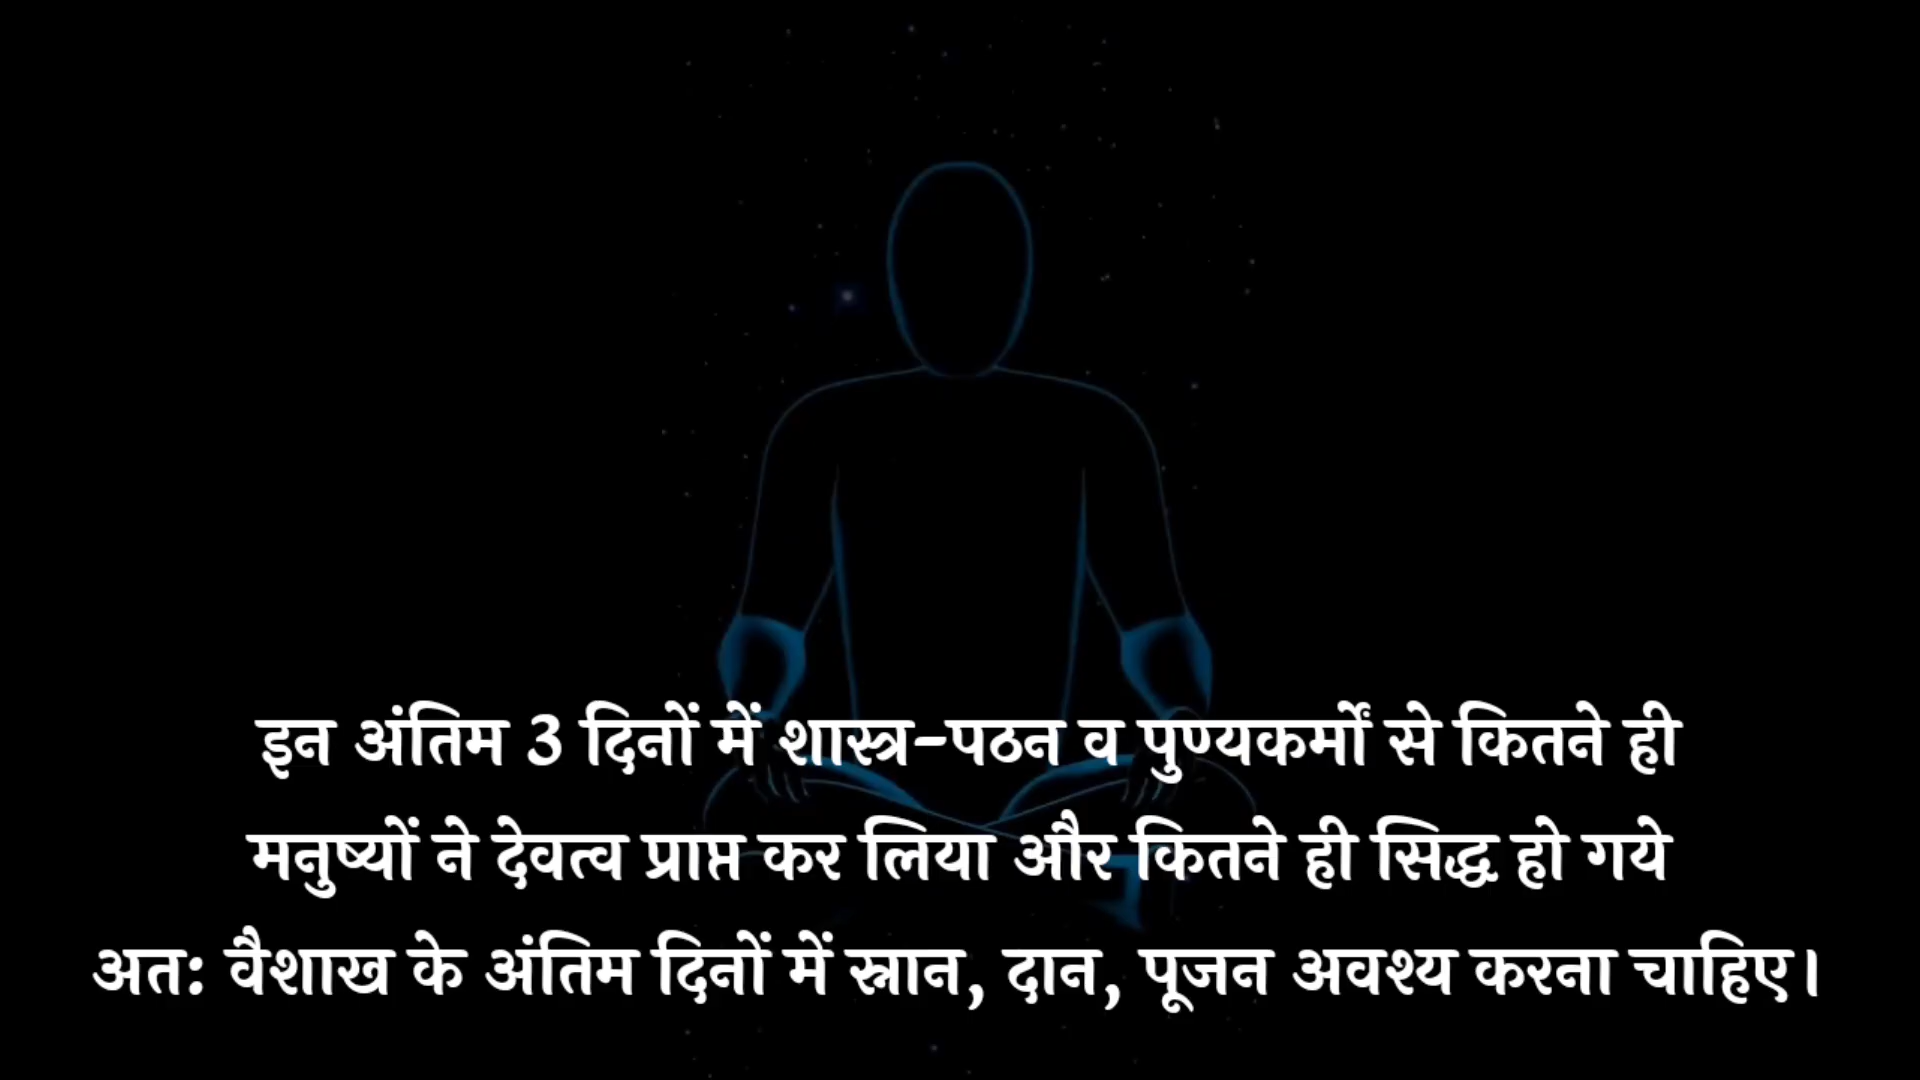 इन अंतिम 3 दिनों में शास्त्र-पठन व पुण्यकर्मों से कितने ही
मनुष्यों ने देवत्व प्राप्त कर लिया और कितने ही सिद्ध हो गये
अत: वैशाख के अंतिम दिनों में स्नान, दान, पूजन अवश्य करना चाहिए।